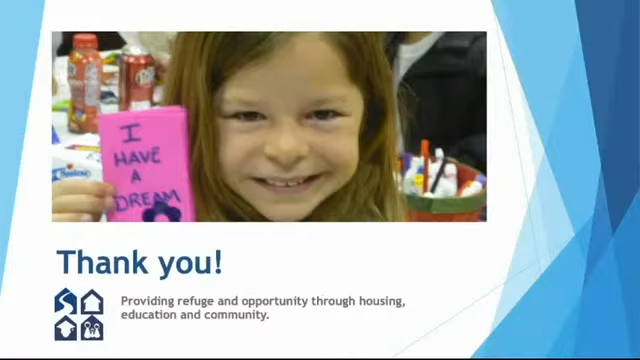 I
HAVE
A
DREAM
Thank you!
Providing refuge and opportunity through housing,
education and community.